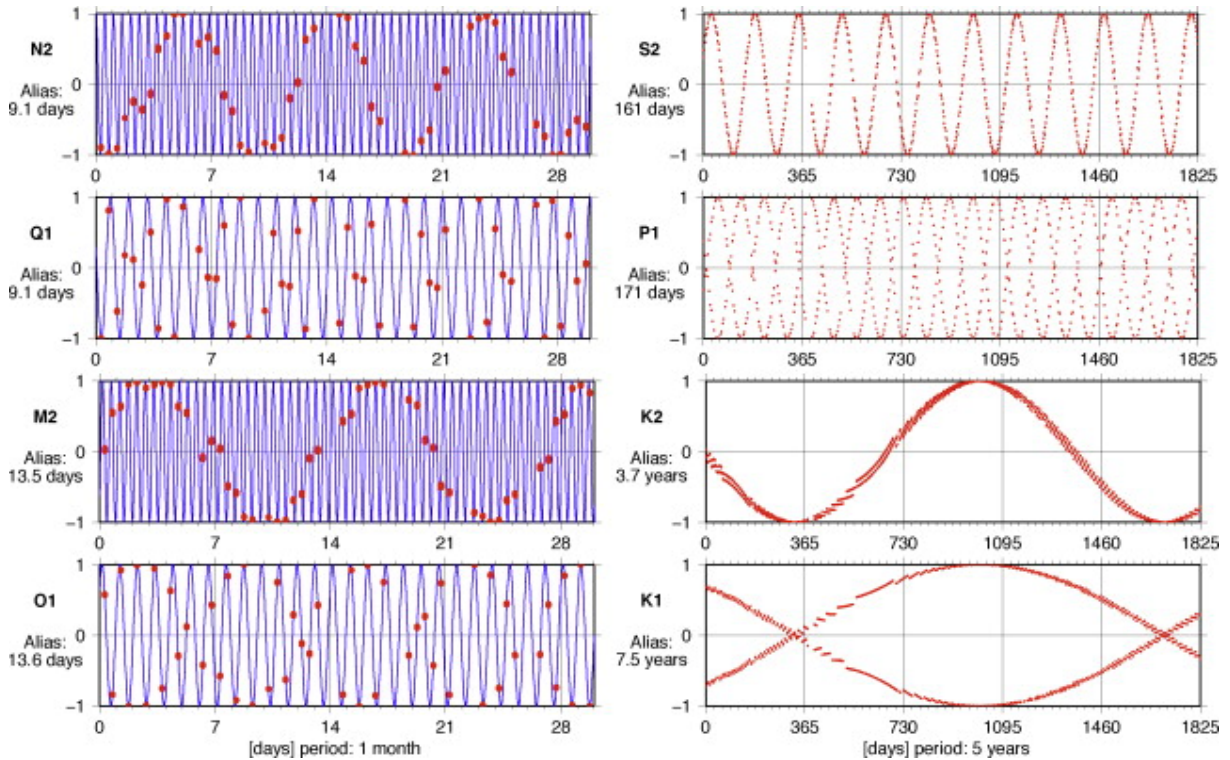 1
N2
0
Alias:
9.1 days
−1
0 7 14 21 28
1
Q1
0
Alias:
9.1 days
−1
0 7 14 21 28
1
M2
0
Alias:
13.5 days
−1
0 7 14 21 28
1
O1
0
Alias:
13.6 days
−1
0 7 14 21 28
[days] period: 1 month
1
S2
0
Alias:
161 days
−1
0 365 730 1095 1460 1825
1
P1
0
Alias:
171 days
−1
0 365 730 1095 1460 1825
1
K2
0
Alias:
3.7 years
−1
0 365 730 1095 1460 1825
1
K1
0
Alias:
7.5 years
−1
0 365 730 1095 1460 1825
[days] period: 5 years